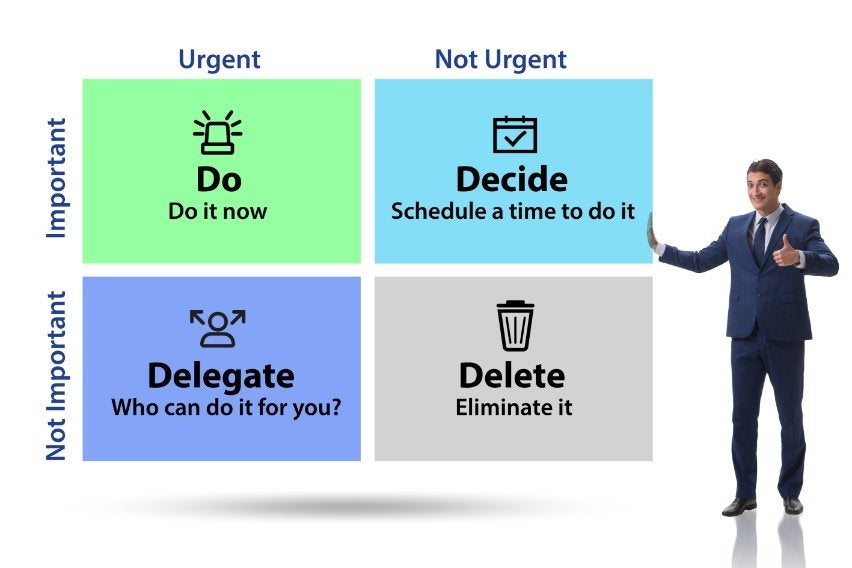 Urgent
Not Urgent
Important
Do
Do it now
Decide
Schedule a time to do it
Not Important
Delegate
Who can do it for you?
Delete
Eliminate it